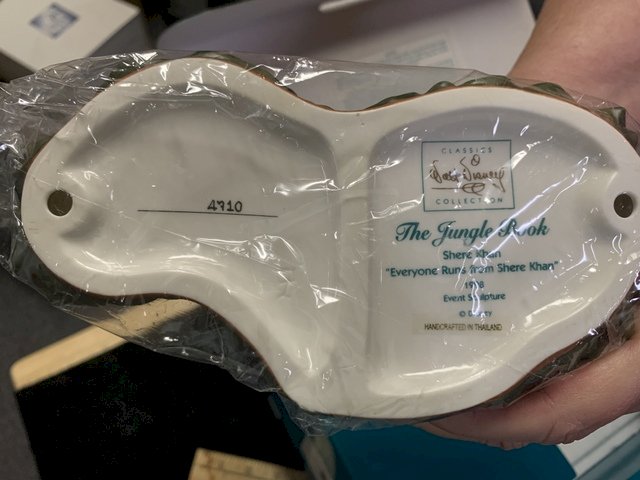 4710
CLASSICS
Walt Disney
COLLECTION
The Jungle Book
Shere Khan
"Everyone Runs from Shere Khan"
1998
Event Sculpture
© Disney
HANDCRAFTED IN THAILAND